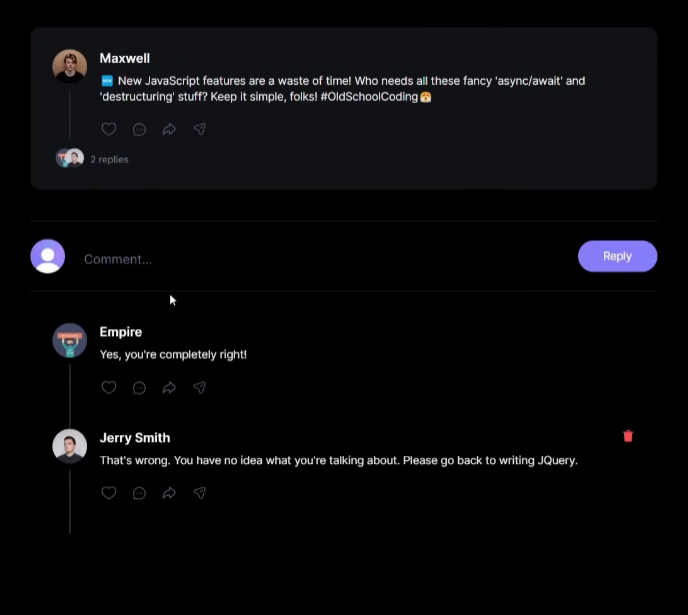 Maxwell
🆕 New JavaScript features are a waste of time! Who needs all these fancy 'async/await' and
'destructuring' stuff? Keep it simple, folks! #OldSchoolCoding😤
2 replies
Comment...
Reply
Empire
Yes, you're completely right!
Jerry Smith
That's wrong. You have no idea what you're talking about. Please go back to writing JQuery.